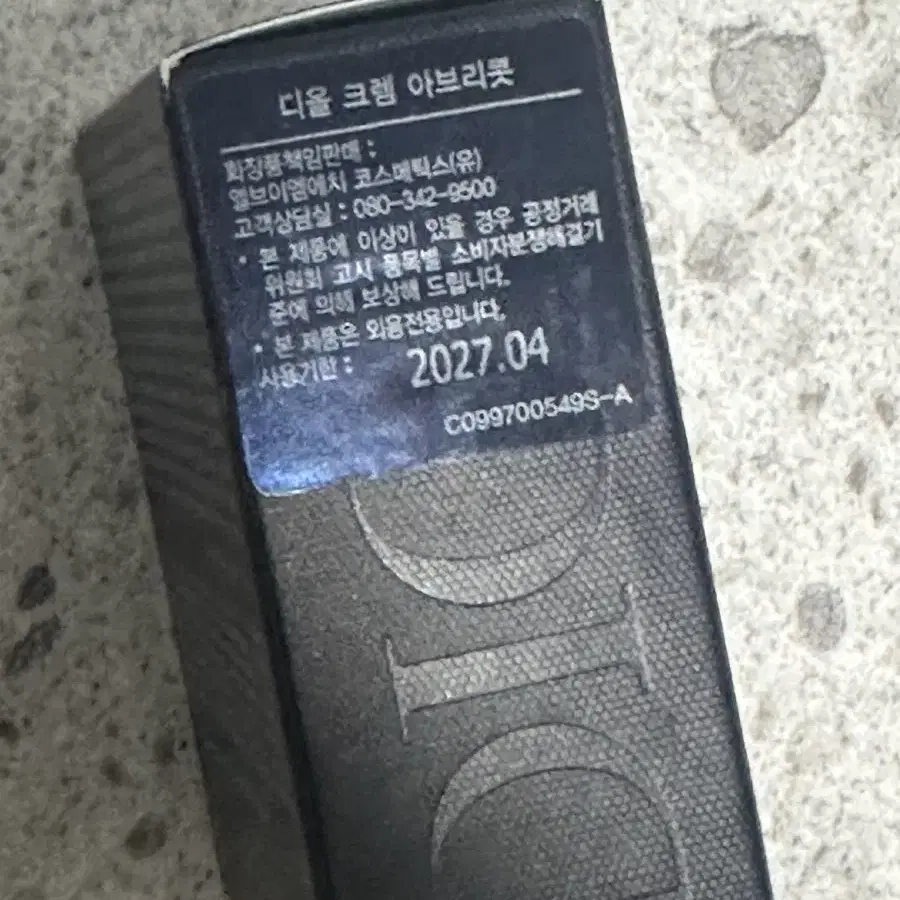 디올 크렘 아브리콧
화장품책임판매 :
엘브이엠에치 코스메틱스(유)
고객상담실 : 080-342-9500
• 본 제품에 이상이 있을 경우 공정거래
위원회 고시 품목별 소비자분쟁해결기
준에 의해 보상해 드립니다.
• 본 제품은 외용전용입니다.
사용기한 : 2027.04
C099700549S-A
DIO